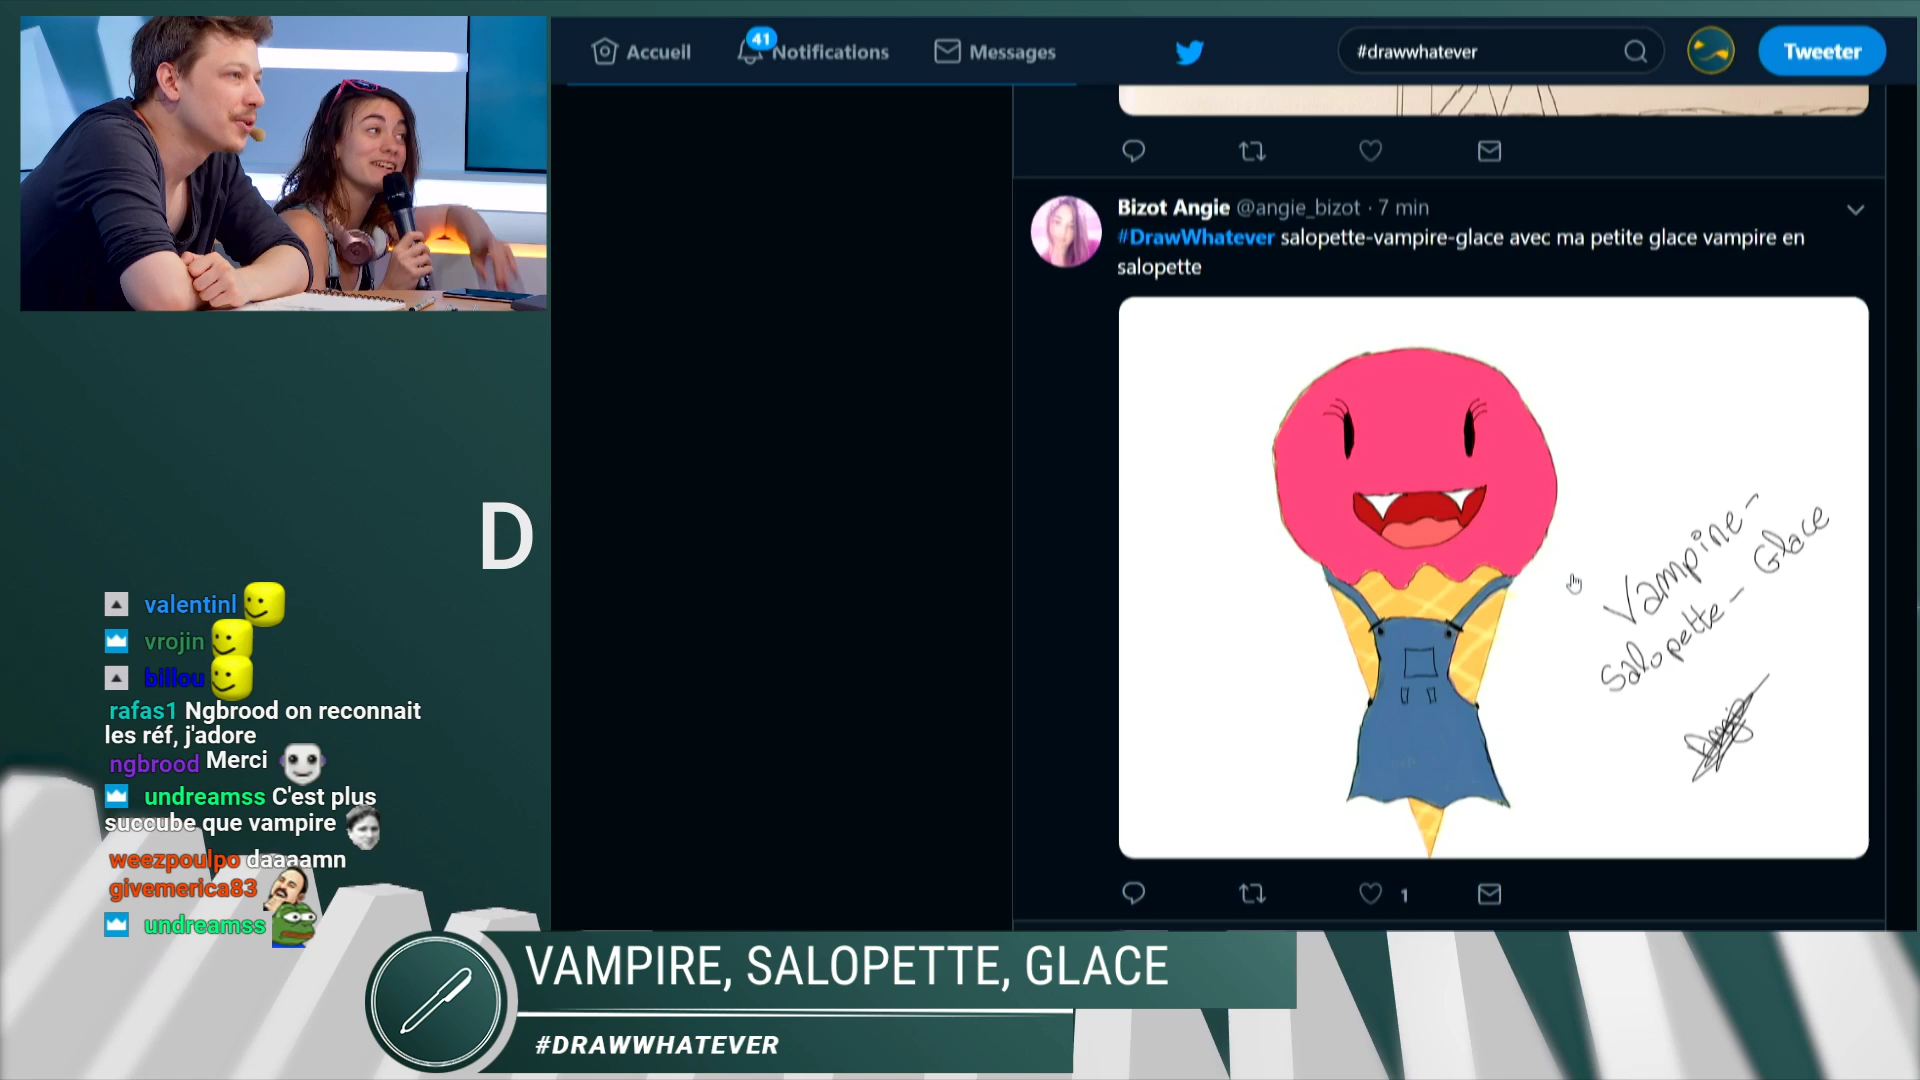 Accueil
41
Notifications
Messages
#drawwhatever
Tweeter
Bizot Angie @angie_bizot · 7 min
#DrawWhatever salopette-vampire-glace avec ma petite glace vampire en
salopette
Vampire-
Salopette - Glace
1
D
valentinl
vrojin
billou
rafas1 Ngbrood on reconnait
les réf, j'adore
ngbrood Merci
undreamss C'est plus
succube que vampire
weezpoulpo daaaamn
givemerica83
undreamss
VAMPIRE, SALOPETTE, GLACE
#DRAWWHATEVER